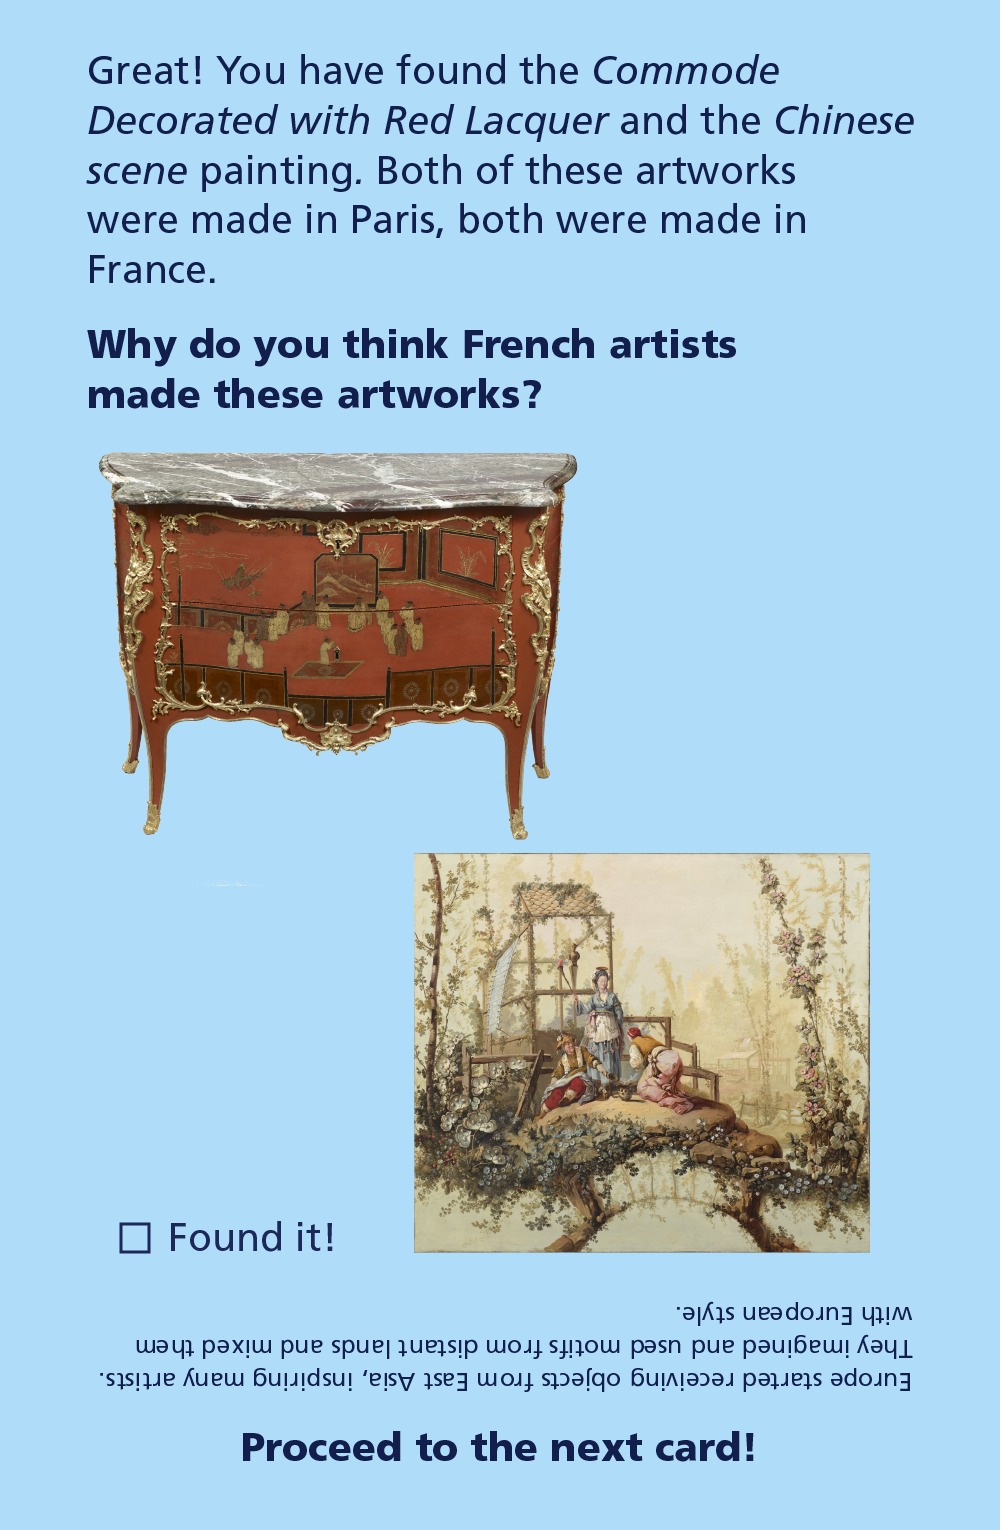 Great! You have found the Commode
Decorated with Red Lacquer and the Chinese
scene painting. Both of these artworks
were made in Paris, both were made in
France.
Why do you think French artists
made these artworks?
Found it!
Europe started receiving objects from East Asia, inspiring many artists.
They imagined and used motifs from distant lands and mixed them
with European style.
Proceed to the next card!